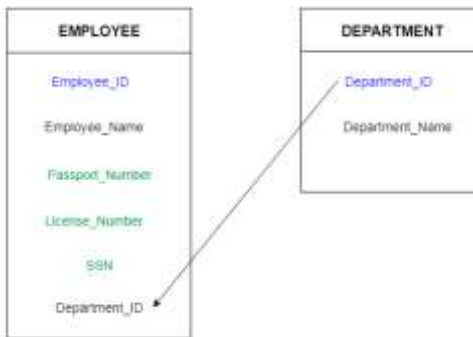 EMPLOYEE
Employee_ID
Employee_Name
Passport_Number
License_Number
SSN
Department_ID
DEPARTMENT
Department_ID
Department_Name